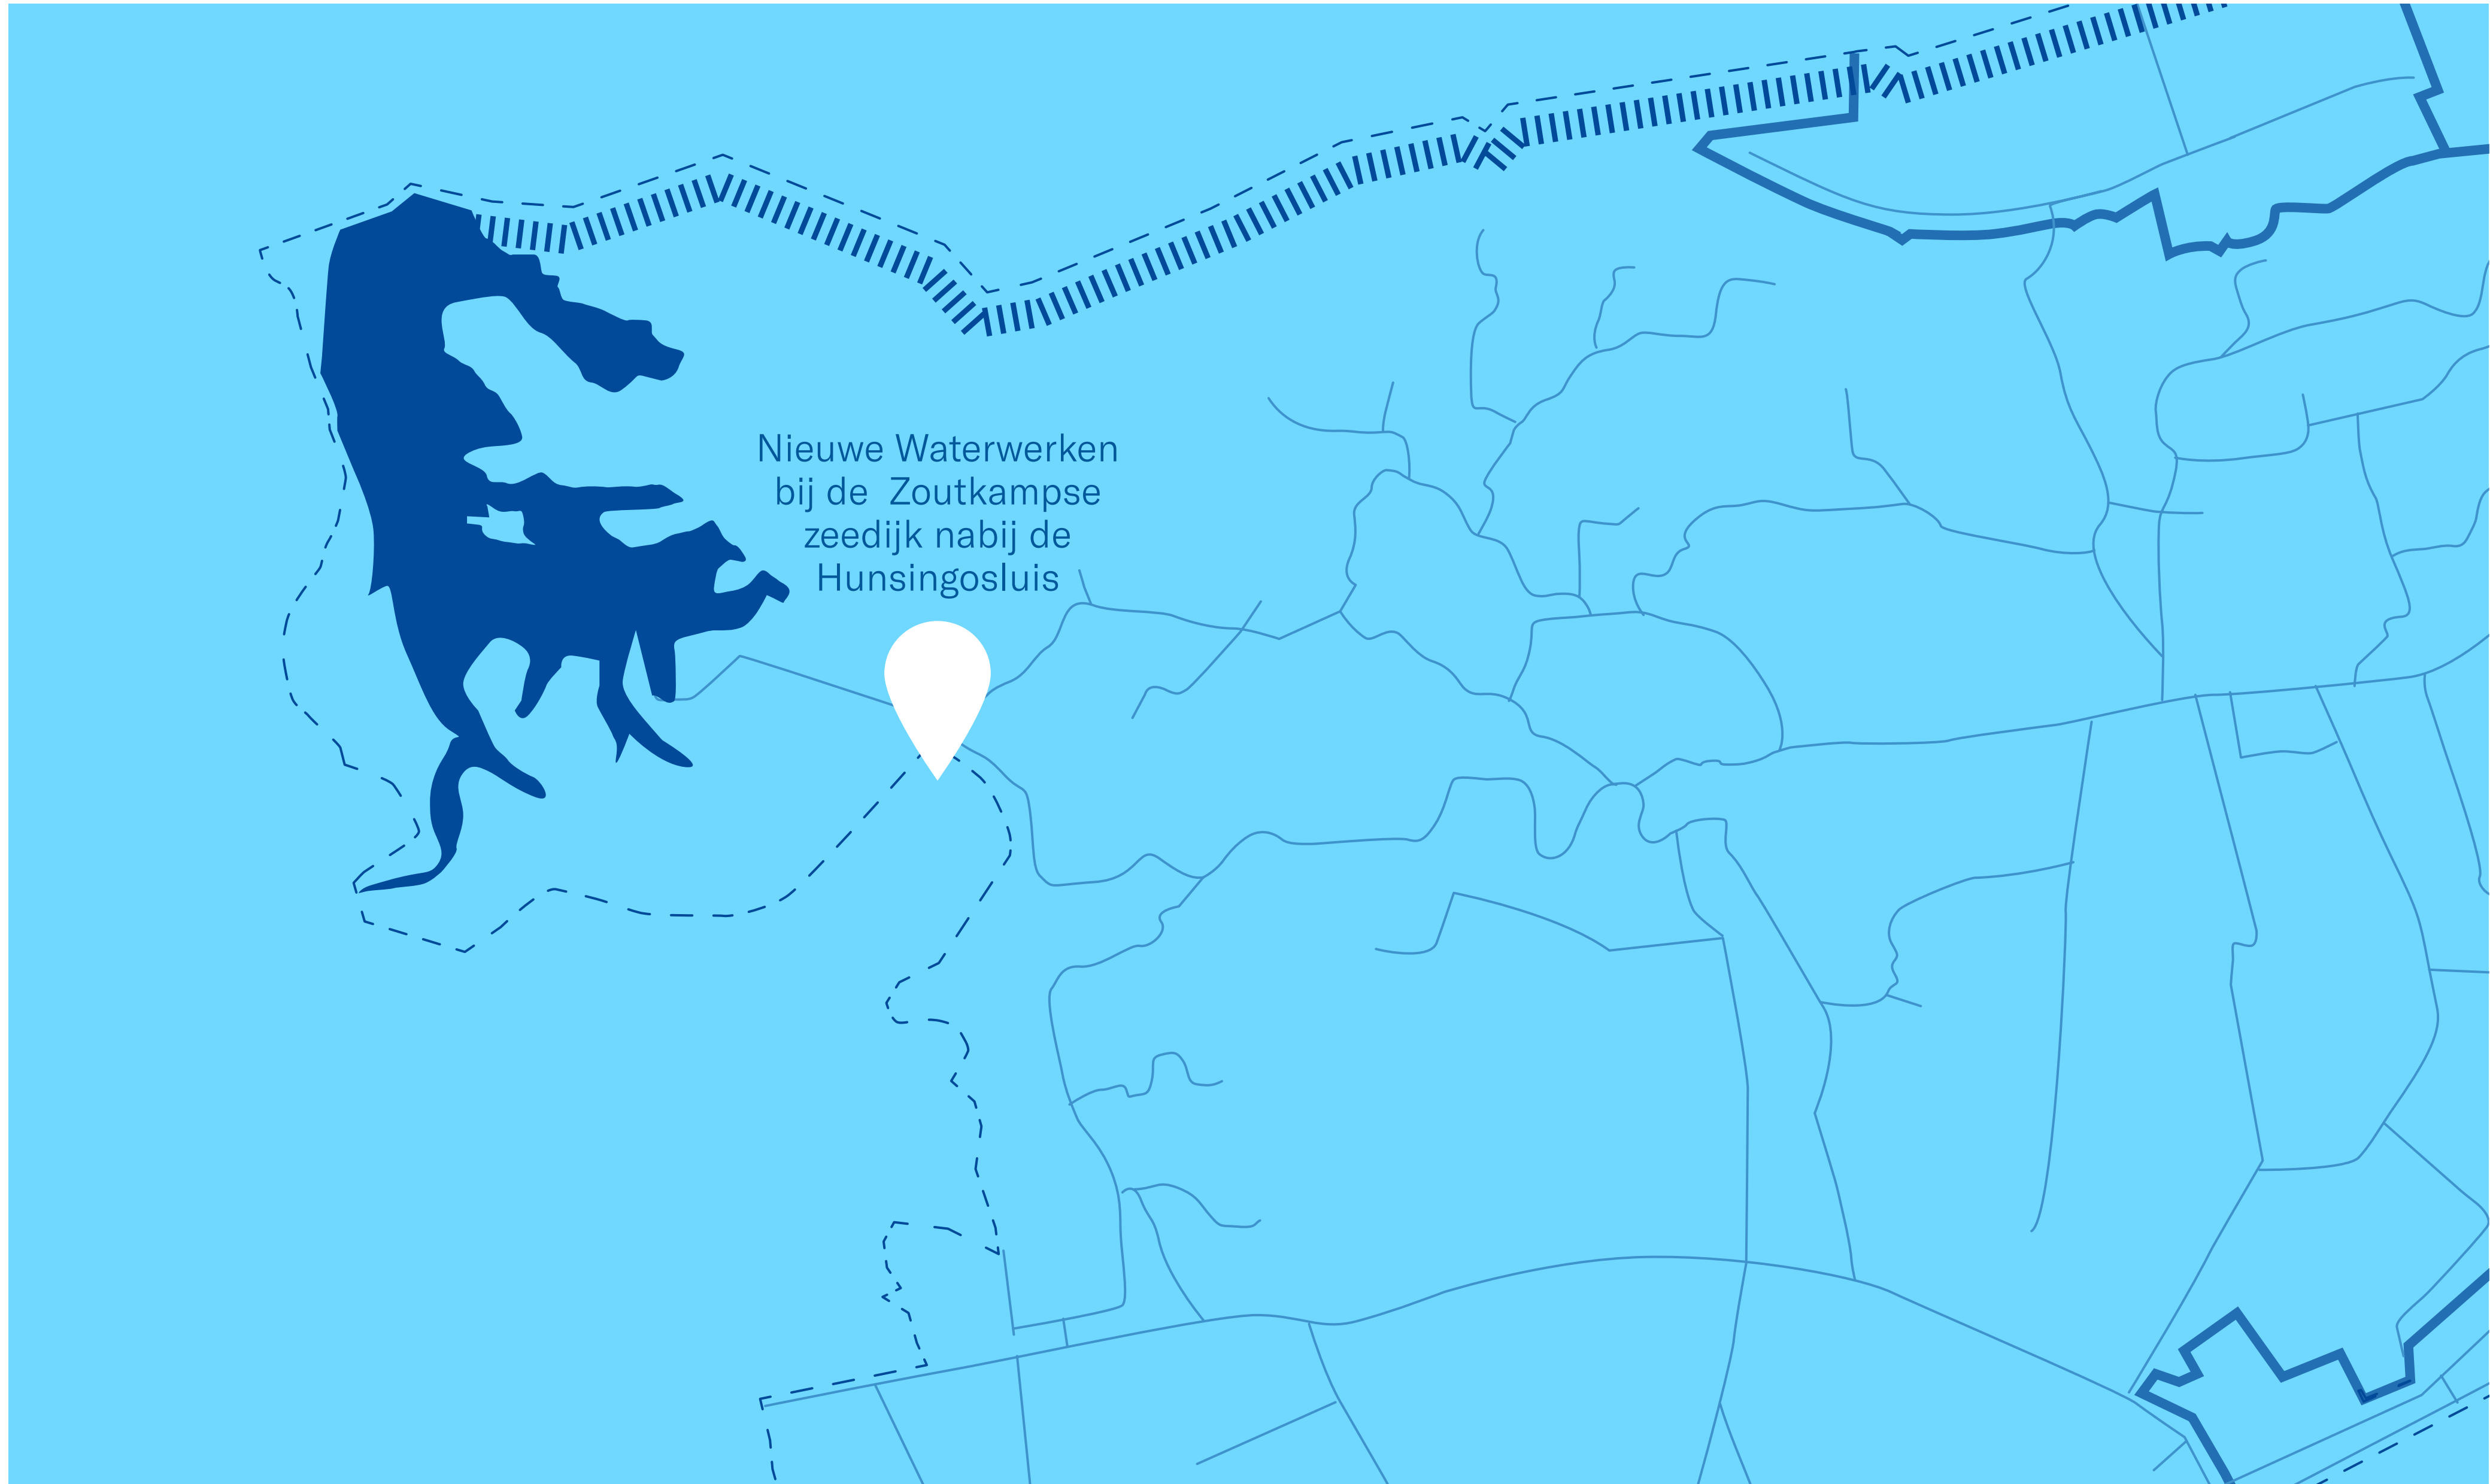 Nieuwe Waterwerken
bij de Zoutkampse
zeedijk nabij de
Hunsingosluis